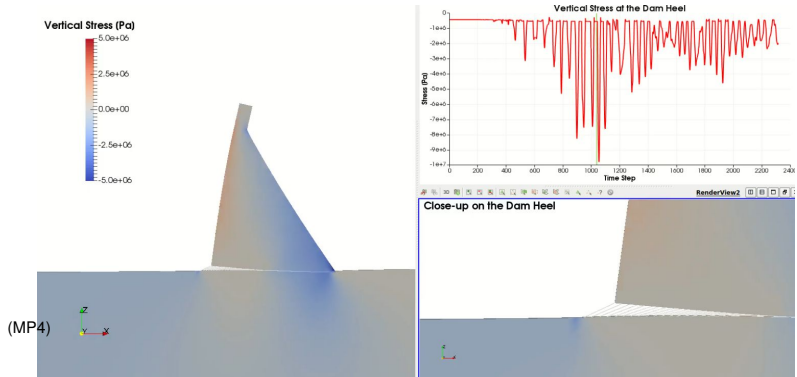 Vertical Stress (Pa)
5.0e+06
2.5e+06
0.0e+00
-2.5e+06
-5.0e+06
Z
Y X
(MP4)
Vertical Stress at the Dam Heel
Stress (Pa)
0
-1e+6
-2e+6
-3e+6
-4e+6
-5e+6
-6e+6
-7e+6
-8e+6
-9e+6
-1e+7
0 200 400 600 800 1000 1200 1400 1600 1800 2000 2200 2400
Time Step
3D
RenderView2
Close-up on the Dam Heel